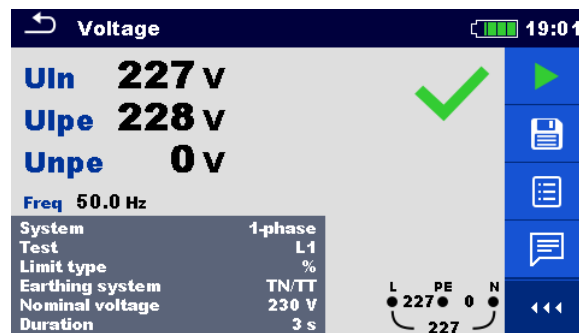 Voltage 19:01
Uln 227 V
Ulpe 228 V
Unpe 0 V
Freq 50.0 Hz
System 1-phase
Test L1
Limit type %
Earthing system TN/TT
Nominal voltage 230 V
Duration 3 s
L PE N
227 0
227